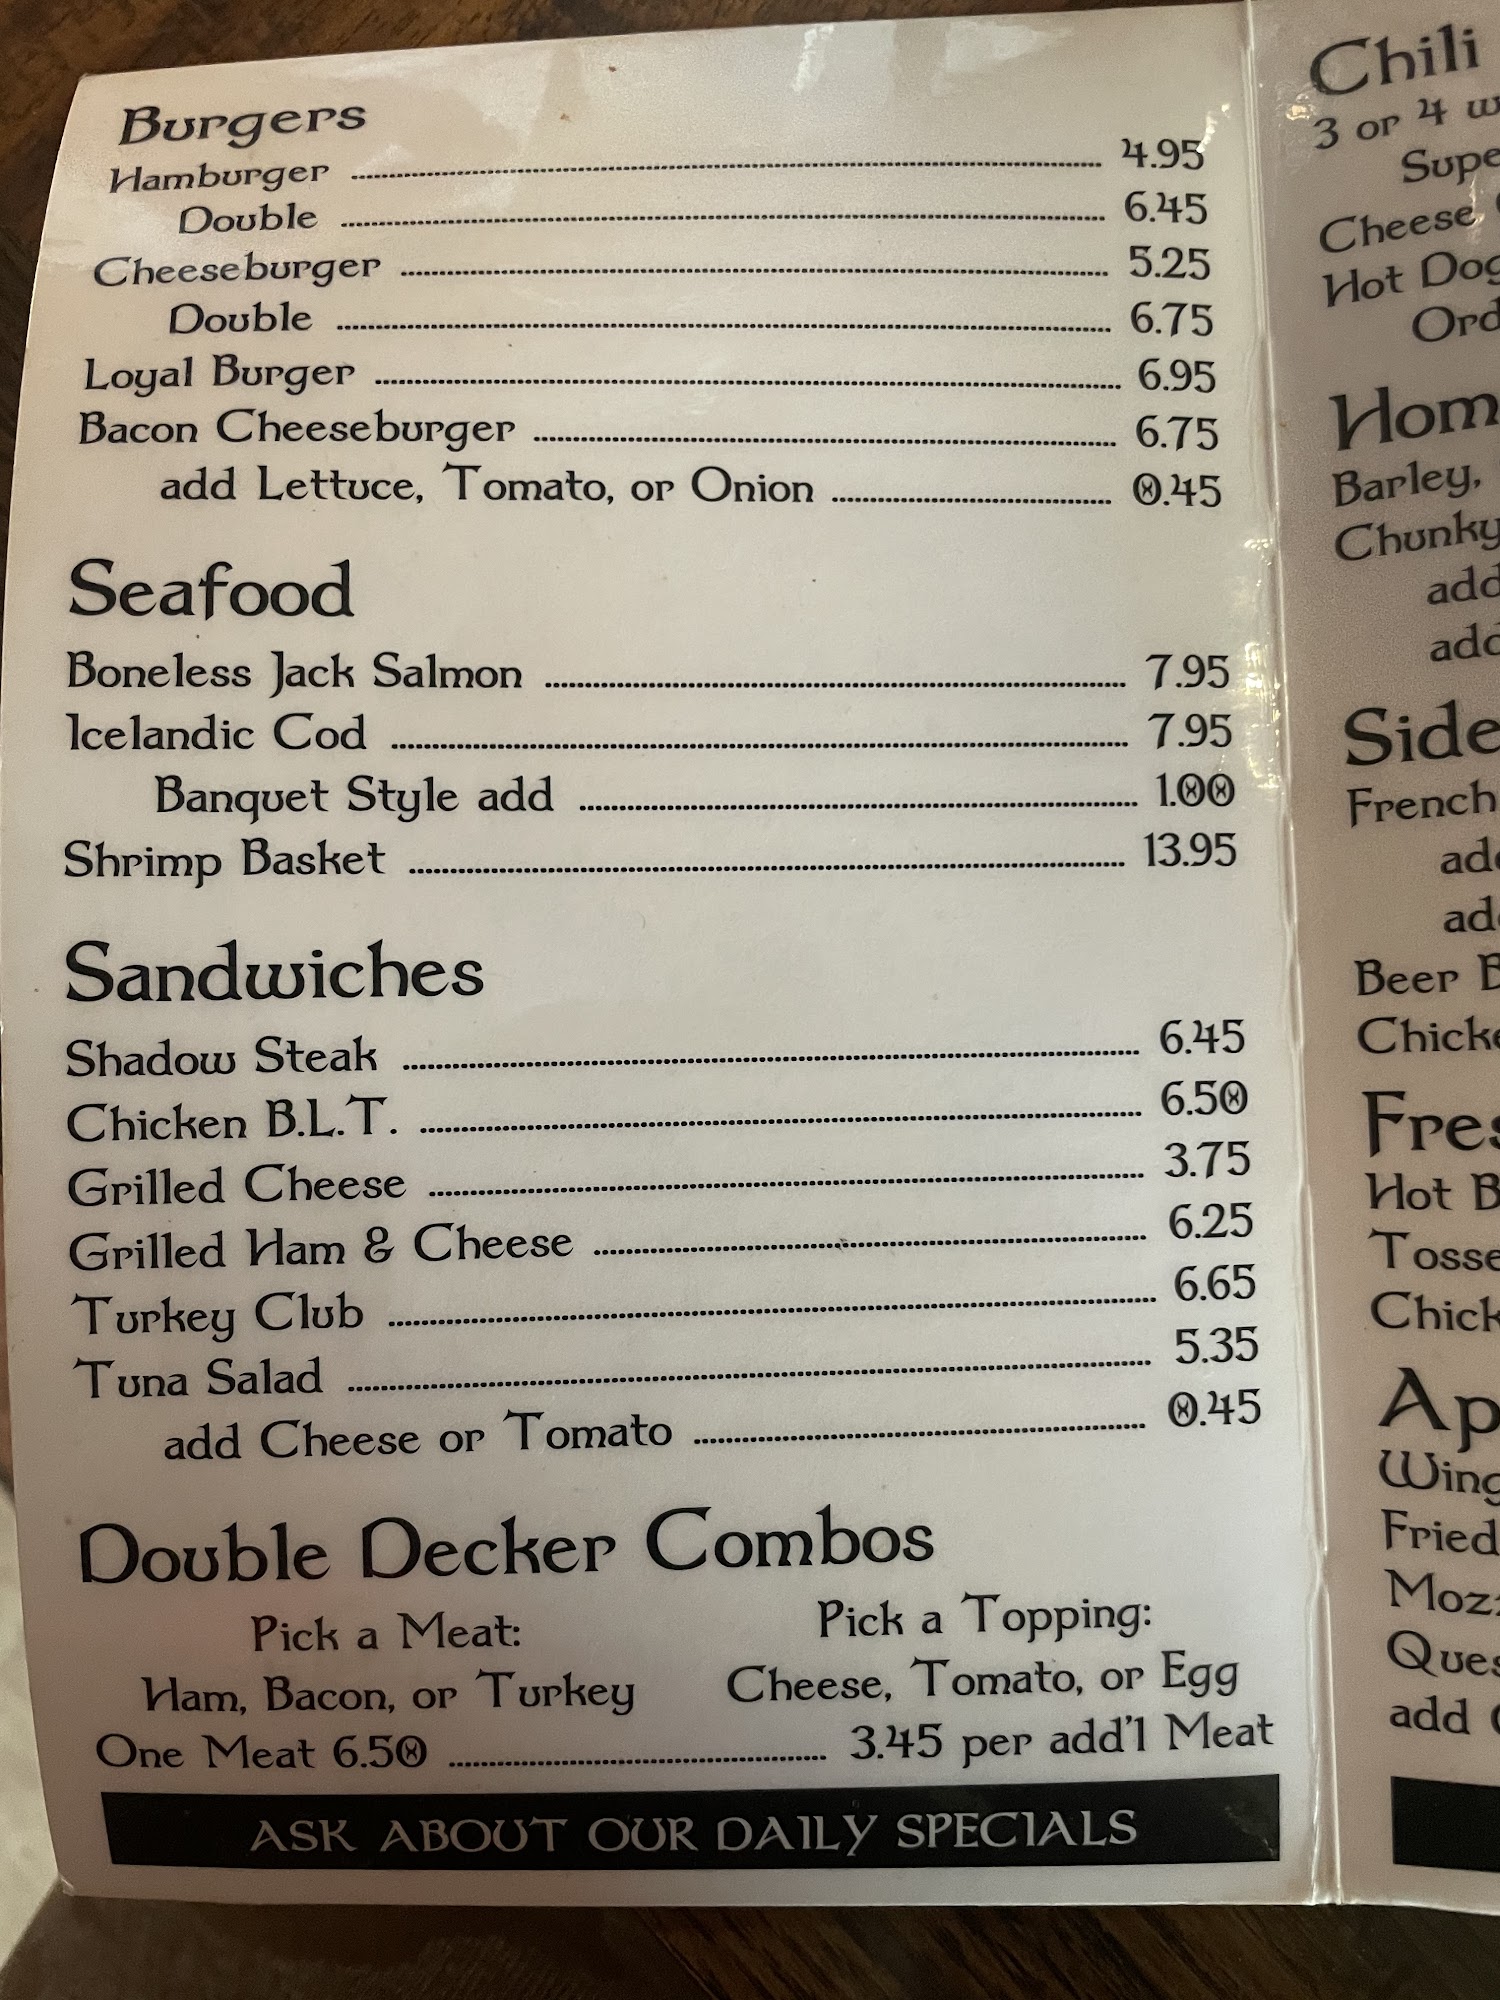 Burgers
Hamburger 4.95
Double 6.45
Cheeseburger 5.25
Double 6.75
Loyal Burger 6.95
Bacon Cheeseburger 6.75
add Lettuce, Tomato, or Onion 0.45
Seafood
Boneless Jack Salmon 7.95
Icelandic Cod 7.95
Banquet Style add 1.00
Shrimp Basket 13.95
Sandwiches
Shadow Steak 6.45
Chicken B.L.T. 6.50
Grilled Cheese 3.75
Grilled Ham & Cheese 6.25
Turkey Club 6.65
Tuna Salad 5.35
add Cheese or Tomato 0.45
Double Decker Combos
Pick a Meat: Pick a Topping:
Ham, Bacon, or Turkey Cheese, Tomato, or Egg
One Meat 6.50 3.45 per add'l Meat
ASK ABOUT OUR DAILY SPECIALS
Chili
3 or 4
Cheese
Hot
Barley,
Chunky
add
add
French
Beer
Hot
add